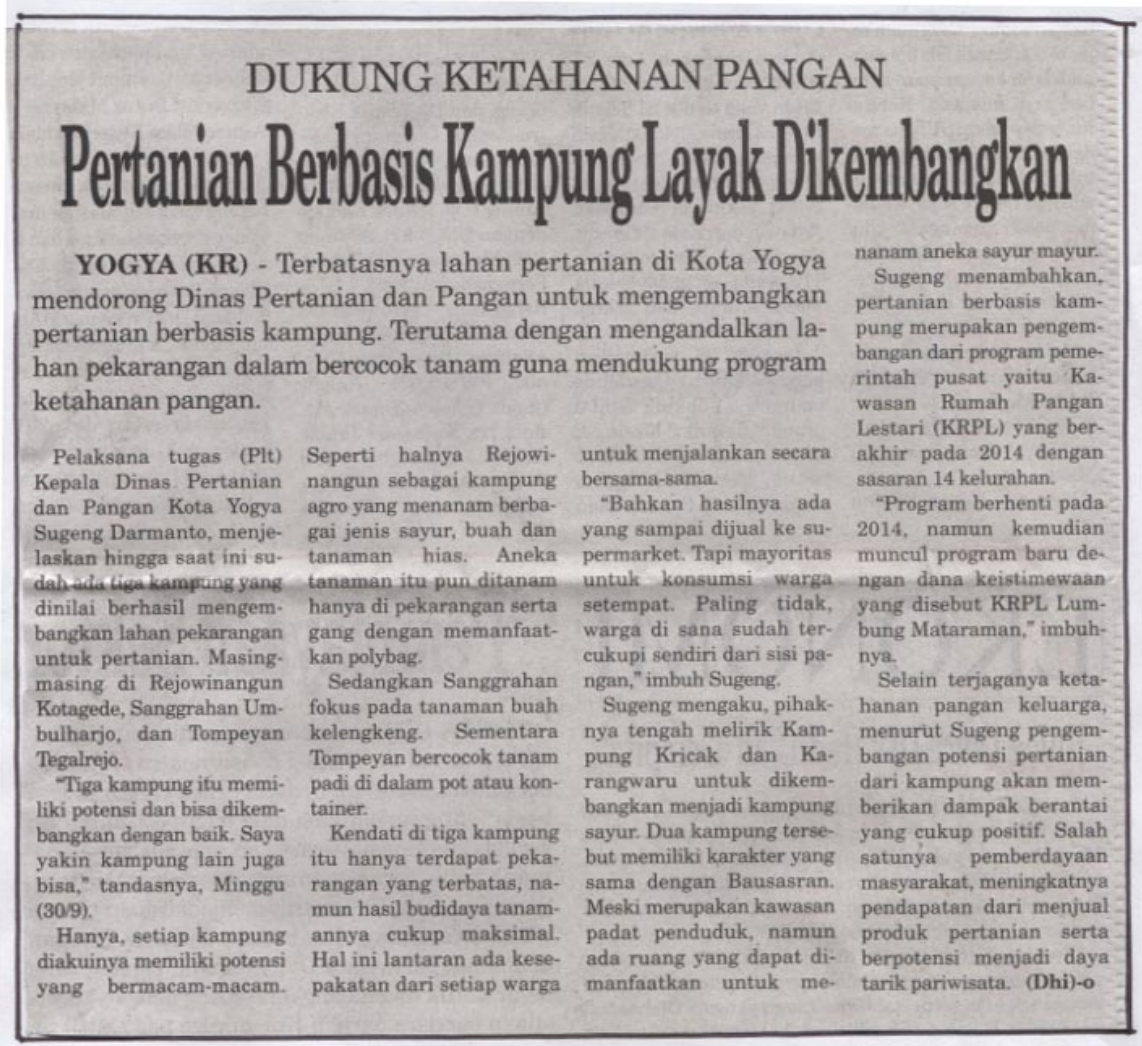 DUKUNG KETAHANAN PANGAN
Pertanian Berbasis Kampung Layak Dikembangkan
YOGYA (KR) - Terbatasnya lahan pertanian di Kota Yogya
mendorong Dinas Pertanian dan Pangan untuk mengembangkan
pertanian berbasis kampung. Terutama dengan mengandalkan la-
han pekarangan dalam bercocok tanam guna mendukung program
ketahanan pangan.
Pelaksana tugas (Plt)
Kepala Dinas Pertanian
dan Pangan Kota Yogya
Sugeng Darmanto, menje-
laskan hingga saat ini su-
dah ada tiga kampung yang
dinilai berhasil mengem-
bangkan lahan pekarangan
untuk pertanian. Masing-
masing di Rejowinangun
Kotagede, Sanggrahan Um-
bulharjo, dan Tompeyan
Tegalrejo.
"Tiga kampung itu memi-
liki potensi dan bisa dikem-
bangkan dengan baik. Saya
yakin kampung lain juga
bisa," tandasnya, Minggu
(30/9).
Hanya, setiap kampung
diakuinya memiliki potensi
yang bermacam-macam.
Seperti halnya Rejowi-
nangun sebagai kampung
agro yang menanam berba-
gai jenis sayur, buah dan
tanaman hias. Aneka
tanaman itu pun ditanam
hanya di pekarangan serta
gang dengan memanfaat-
kan polybag.
Sedangkan Sanggrahan
fokus pada tanaman buah
kelengkeng. Sementara
Tompeyan bercocok tanam
padi di dalam pot atau kon-
tainer.
Kendati di tiga kampung
itu hanya terdapat peka-
rangan yang terbatas, na-
mun hasil budidaya tanam-
annya cukup maksimal.
Hal ini lantaran ada kese-
pakatan dari setiap warga
untuk menjalankan secara
bersama-sama.
"Bahkan hasilnya ada
yang sampai dijual ke su-
permarket. Tapi mayoritas
untuk konsumsi warga
setempat. Paling tidak,
warga di sana sudah ter-
cukupi sendiri dari sisi pa-
ngan," imbuh Sugeng.
Sugeng mengaku, pihak-
nya tengah melirik Kam-
pung Kricak dan Ka-
rangwaru untuk dikem-
bangkan menjadi kampung
sayur. Dua kampung terse-
but memiliki karakter yang
sama dengan Bausasran.
Meski merupakan kawasan
padat penduduk, namun
ada ruang yang dapat di-
manfaatkan untuk me-
nanam aneka sayur mayur.
Sugeng menambahkan,
pertanian berbasis kam-
pung merupakan pengem-
bangan dari program peme-
rintah pusat yaitu Ka-
wasan Rumah Pangan
Lestari (KRPL) yang ber-
akhir pada 2014 dengan
sasaran 14 kelurahan.
"Program berhenti pada
2014, namun kemudian
muncul program baru de-
ngan dana keistimewaan
yang disebut KRPL Lum-
bung Mataraman," imbuh-
nya.
Selain terjaganya keta-
hanan pangan keluarga,
menurut Sugeng pengem-
bangan potensi pertanian
dari kampung akan mem-
berikan dampak berantai
yang cukup positif. Salah
satunya pemberdayaan
masyarakat, meningkatnya
pendapatan dari menjual
produk pertanian serta
berpotensi menjadi daya
tarik pariwisata. (Dhi)-o